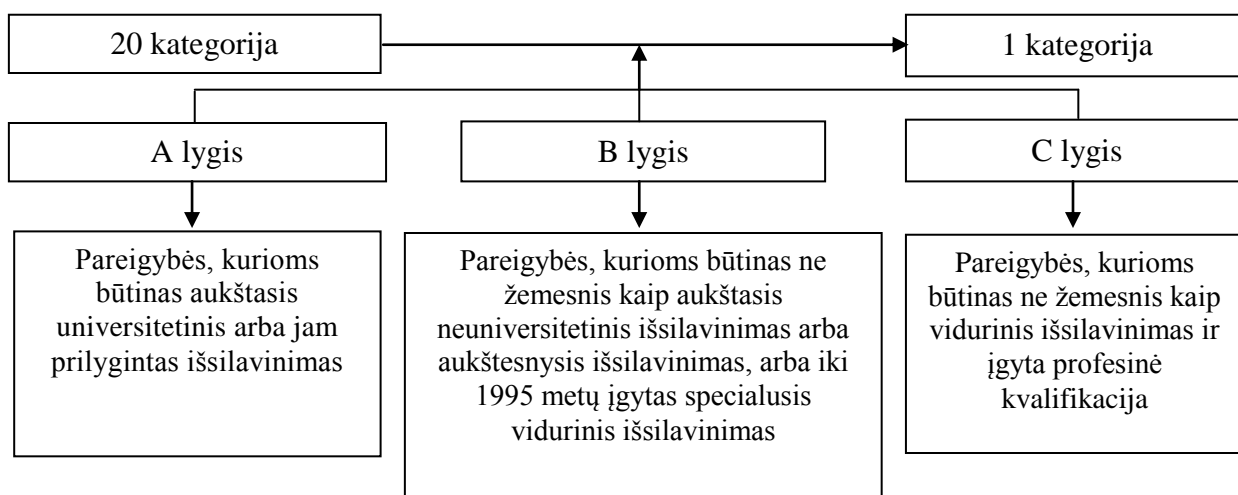 20 kategorija
1 kategorija
A lygis
B lygis
C lygis
Pareigybės, kurioms
būtinas aukštasis
universitetinis arba jam
prilygintas išsilavinimas
Pareigybės, kurioms būtinas ne
žemesnis kaip aukštasis
neuniversitetinis išsilavinimas arba
aukštesnysis išsilavinimas, arba iki
1995 metų įgytas specialusis
vidurinis išsilavinimas
Pareigybės, kurioms
būtinas ne žemesnis kaip
vidurinis išsilavinimas ir
įgyta profesinė
kvalifikacija